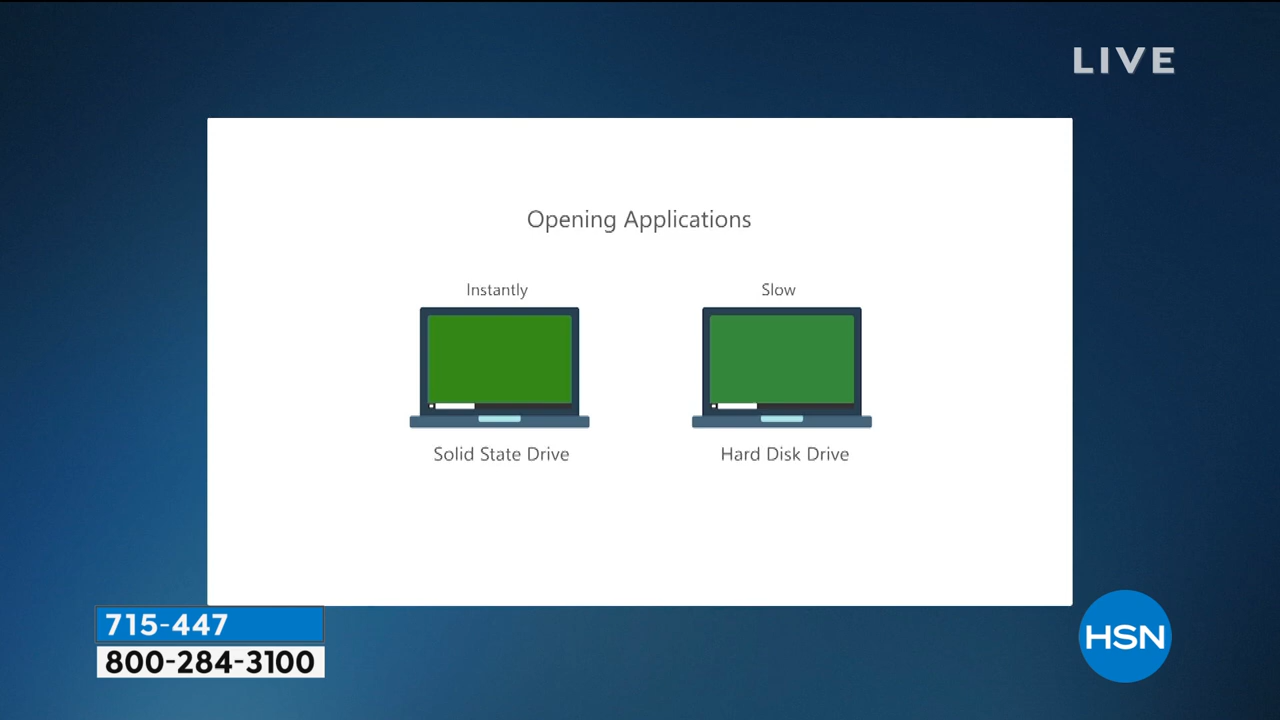 LIVE
Opening Applications
Instantly
Slow
Solid State Drive
Hard Disk Drive
715-447
800-284-3100
HSN